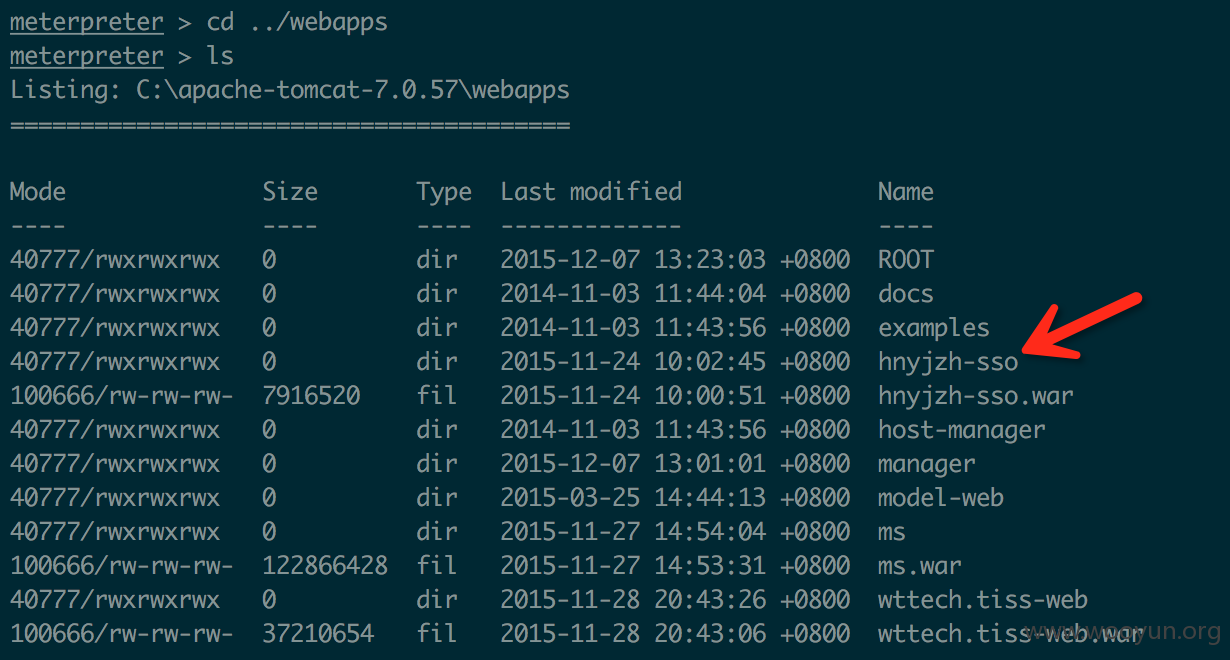 meterpreter > cd ../webapps
meterpreter > ls
Listing: C:\apache-tomcat-7.0.57\webapps
========================================
Mode Size Type Last modified Name
---- ---- ---- ------------- ----
40777/rwxrwxrwx 0 dir 2015-12-07 13:23:03 +0800 ROOT
40777/rwxrwxrwx 0 dir 2014-11-03 11:44:04 +0800 docs
40777/rwxrwxrwx 0 dir 2014-11-03 11:43:56 +0800 examples
40777/rwxrwxrwx 0 dir 2015-11-24 10:02:45 +0800 hnyjzh-sso
100666/rw-rw-rw- 7916520 fil 2015-11-24 10:00:51 +0800 hnyjzh-sso.war
40777/rwxrwxrwx 0 dir 2014-11-03 11:43:56 +0800 host-manager
40777/rwxrwxrwx 0 dir 2015-12-07 13:01:01 +0800 manager
40777/rwxrwxrwx 0 dir 2015-03-25 14:44:13 +0800 model-web
40777/rwxrwxrwx 0 dir 2015-11-27 14:54:04 +0800 ms
100666/rw-rw-rw- 122866428 fil 2015-11-27 14:53:31 +0800 ms.war
40777/rwxrwxrwx 0 dir 2015-11-28 20:43:26 +0800 wttech.tiss-web
100666/rw-rw-rw- 37210654 fil 2015-11-28 20:43:06 +0800 wttech.tiss-web.war
www.wooyun.org